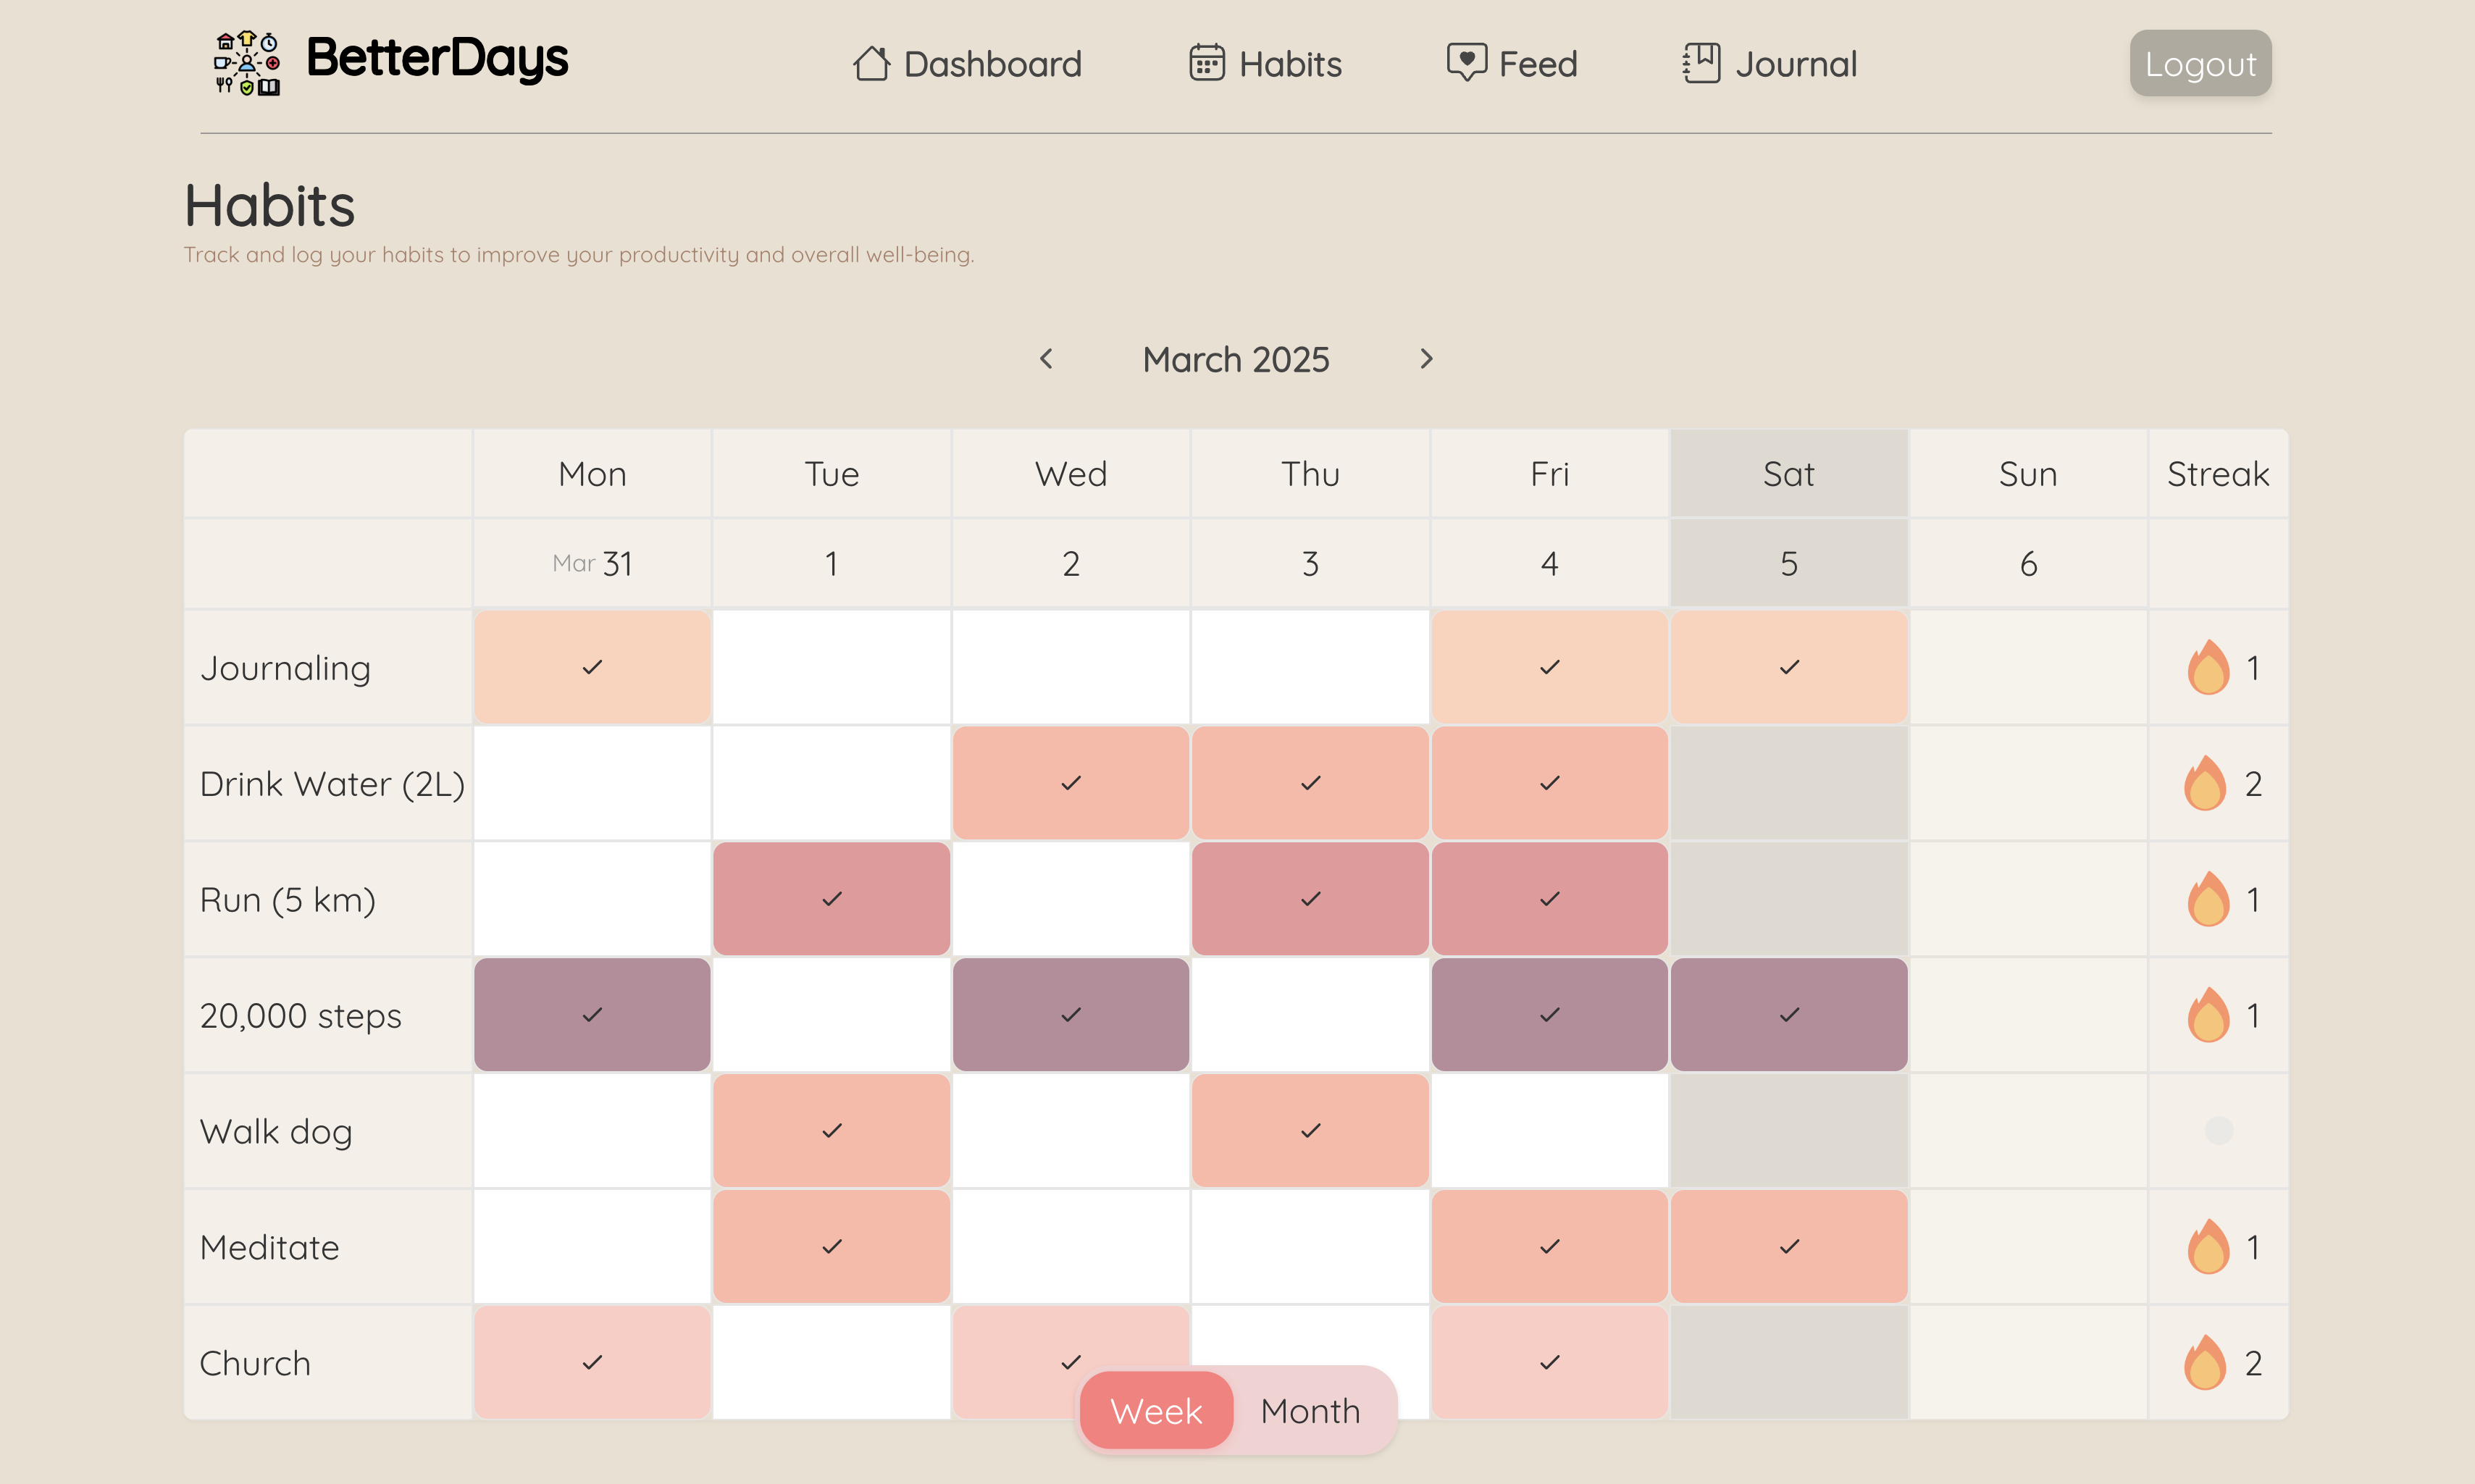 BetterDays
Dashboard
Habits
Feed
Journal
Logout
Habits
Track and log your habits to improve your productivity and overall well-being.
March 2025
Mon Tue Wed Thu Fri Sat Sun Streak
Mar 31 1 2 3 4 5 6
Journaling 1
Drink Water (2L) 2
Run (5 km) 1
20,000 steps 1
Walk dog
Meditate 1
Church 2
Week Month